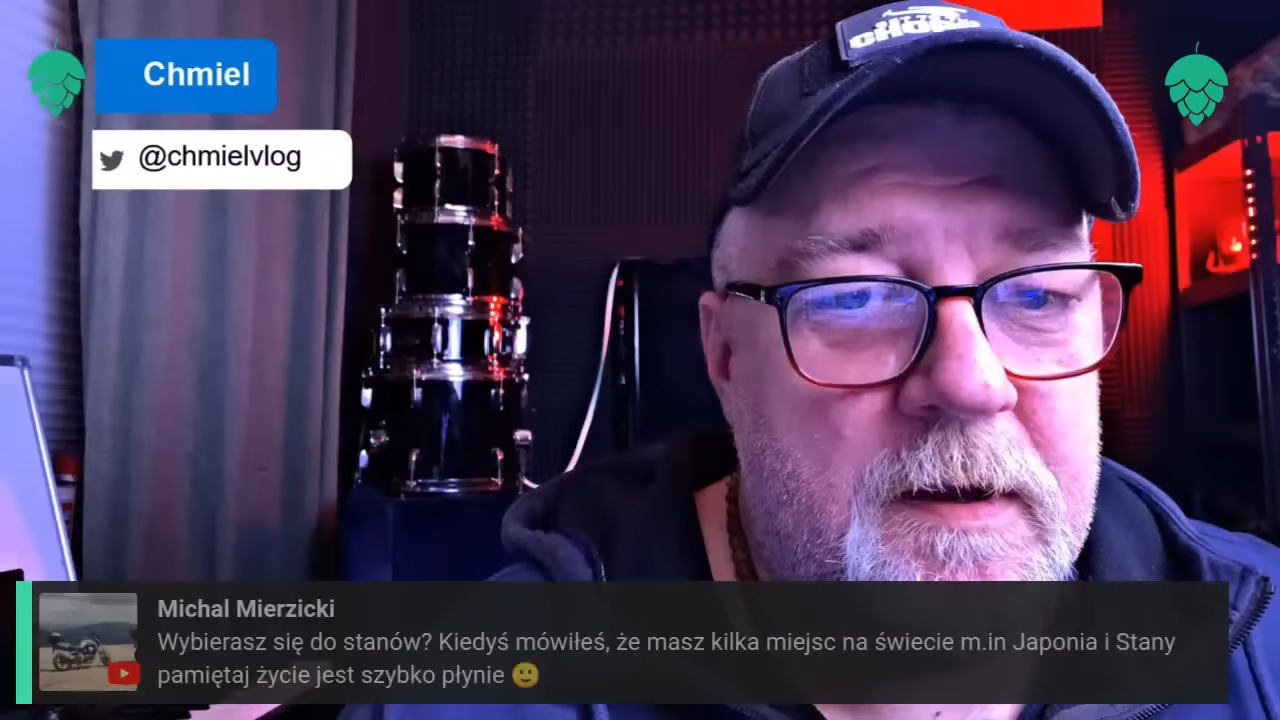 Chmiel
@chmielvlog
Michal Mierzicki
Wybierasz się do stanów? Kiedyś mówiłeś, że masz kilka miejsc na świecie m.in Japonia i Stany
pamiętaj życie jest szybko płynie 🙂